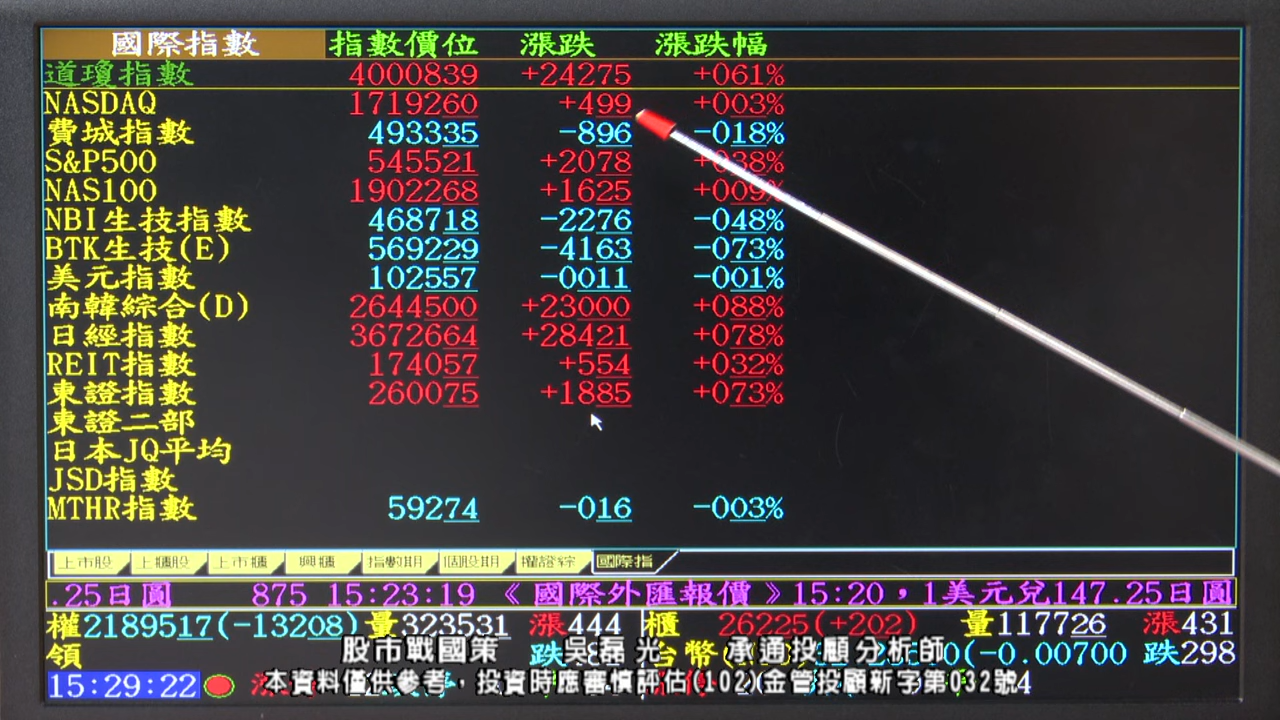 國際指數 指數價位 漲跌 漲跌幅
道瓊指數 4000839 +24275 +061%
NASDAQ 1719260 +499 +003%
費城指數 493335 -896 -018%
S&P500 545521 +2078 +038%
NAS100 1902268 +1625 +009%
NBI生技指數 468718 -2276 -048%
BTK生技(E) 569229 -4163 -073%
美元指數 102557 -0011 -001%
南韓綜合(D) 2644500 +23000 +088%
日經指數 3672664 +28421 +078%
REIT指數 174057 +554 +032%
東證指數 260075 +1885 +073%
東證二部
日本JQ平均
JSD指數
MTHR指數 59274 -016 -003%
上市股 上櫃股 上市櫃 興櫃 指數期 個股期 權證綜 國際指
.25日圓 875 15:23:19 《 國際外匯報價 》15:20，1美元兌147.25日圓
權2189517(-13208)量323531 漲444 櫃 26225(+202) 量117726 漲431
領 跌 台幣 (-0.00700 跌298
股市戰國策 吳磊光 承通投顧分析師
15:29:22
本資料僅供參考，投資時應審慎評估(102)金管投顧新字第032號